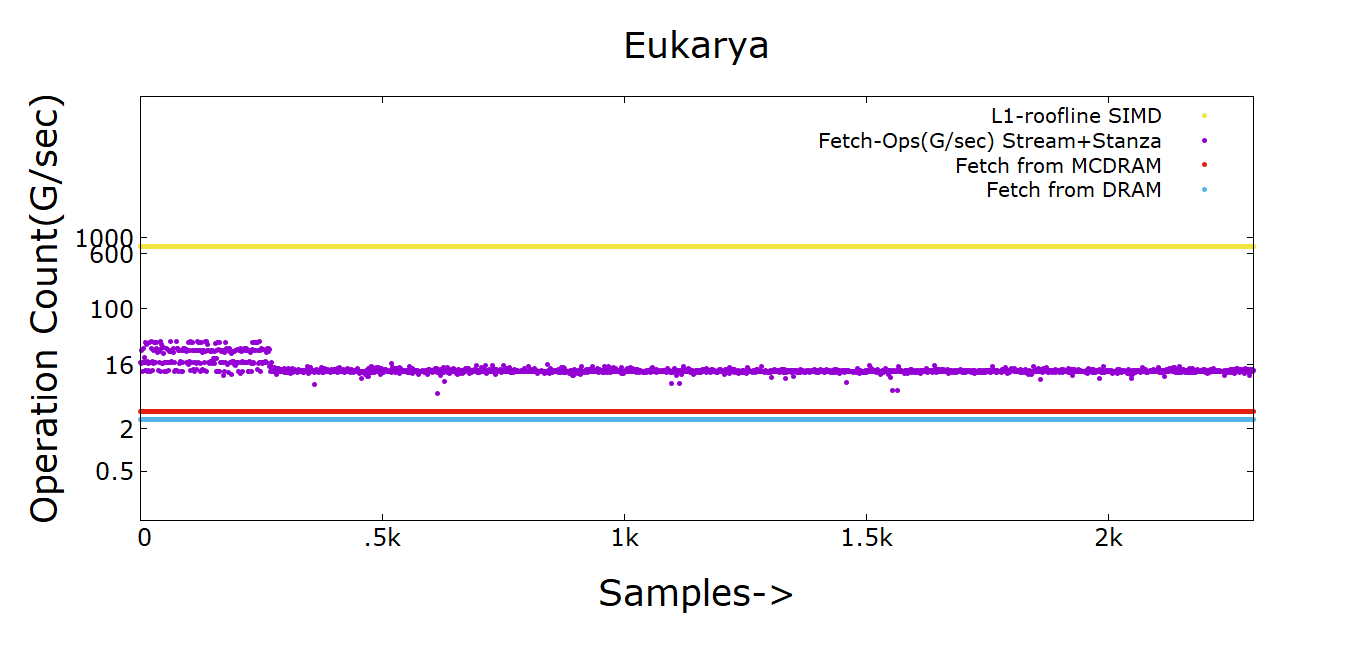 Eukarya
Operation Count(G/sec)
L1-roofline SIMD
Fetch-Ops(G/sec) Stream+Stanza
Fetch from MCDRAM
Fetch from DRAM
1000
600
100
16
2
0.5
0 .5k 1k 1.5k 2k
Samples->